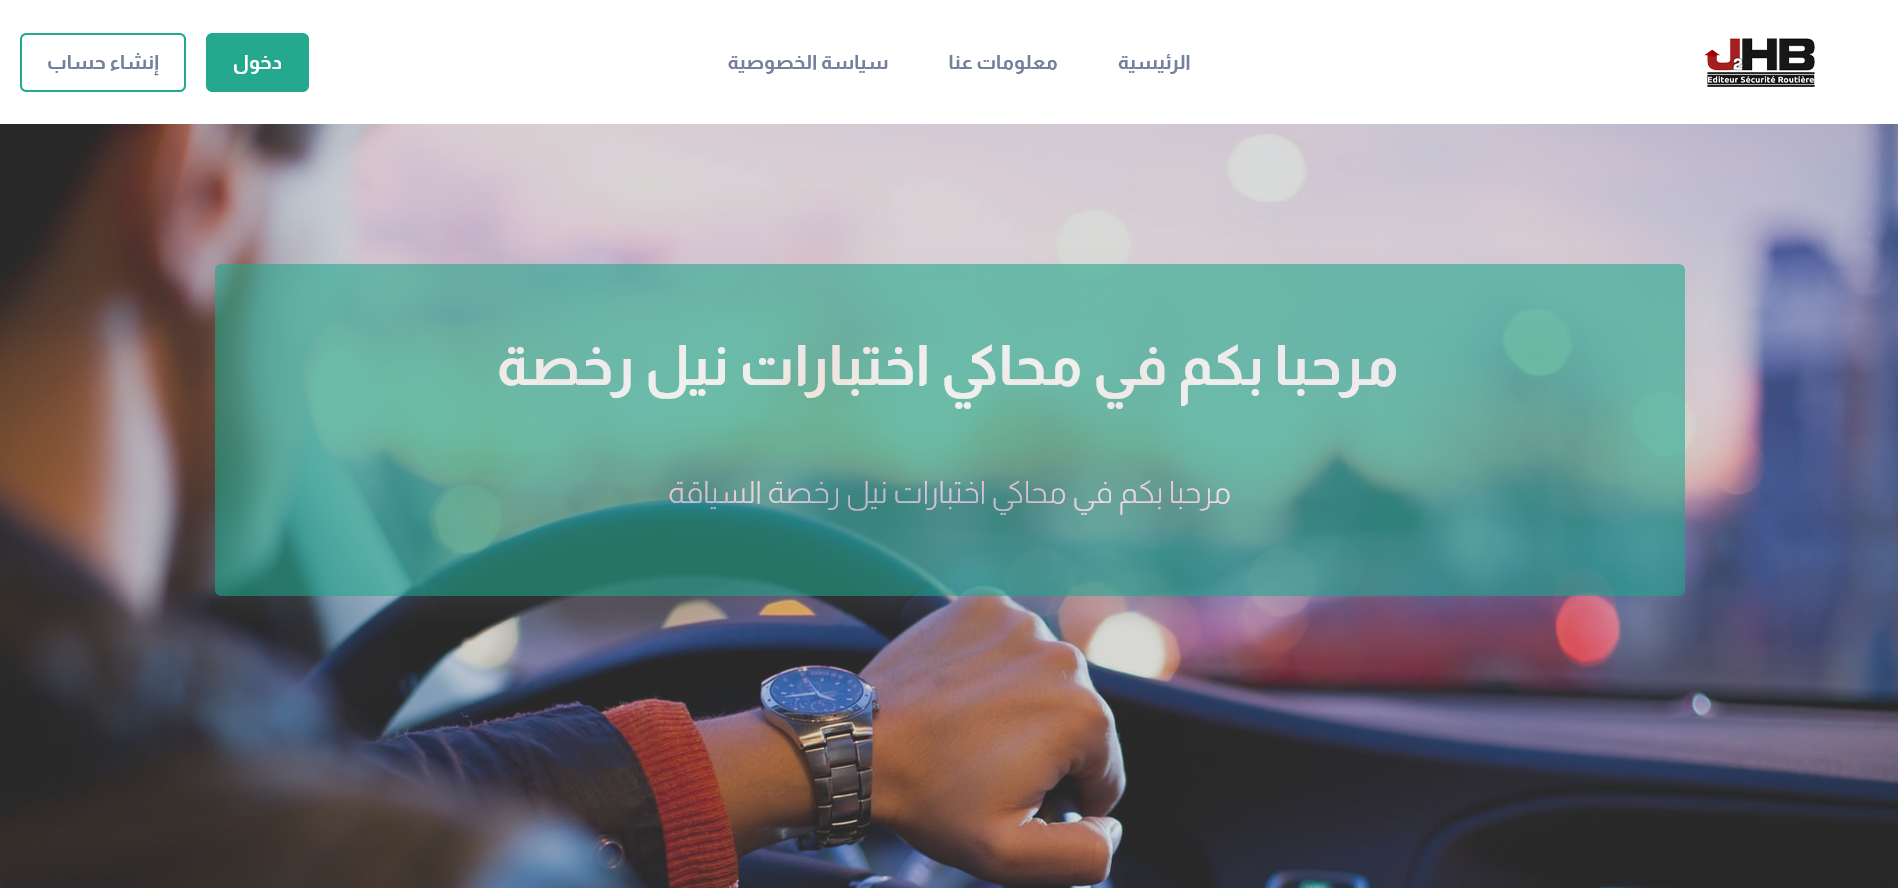 J2HB
Editeur Sécurité Routière
الرئيسية
معلومات عنا
سياسة الخصوصية
دخول
إنشاء حساب
مرحبا بكم في محاكي اختبارات نيل رخصة
مرحبا بكم في محاكي اختبارات نيل رخصة السياقة